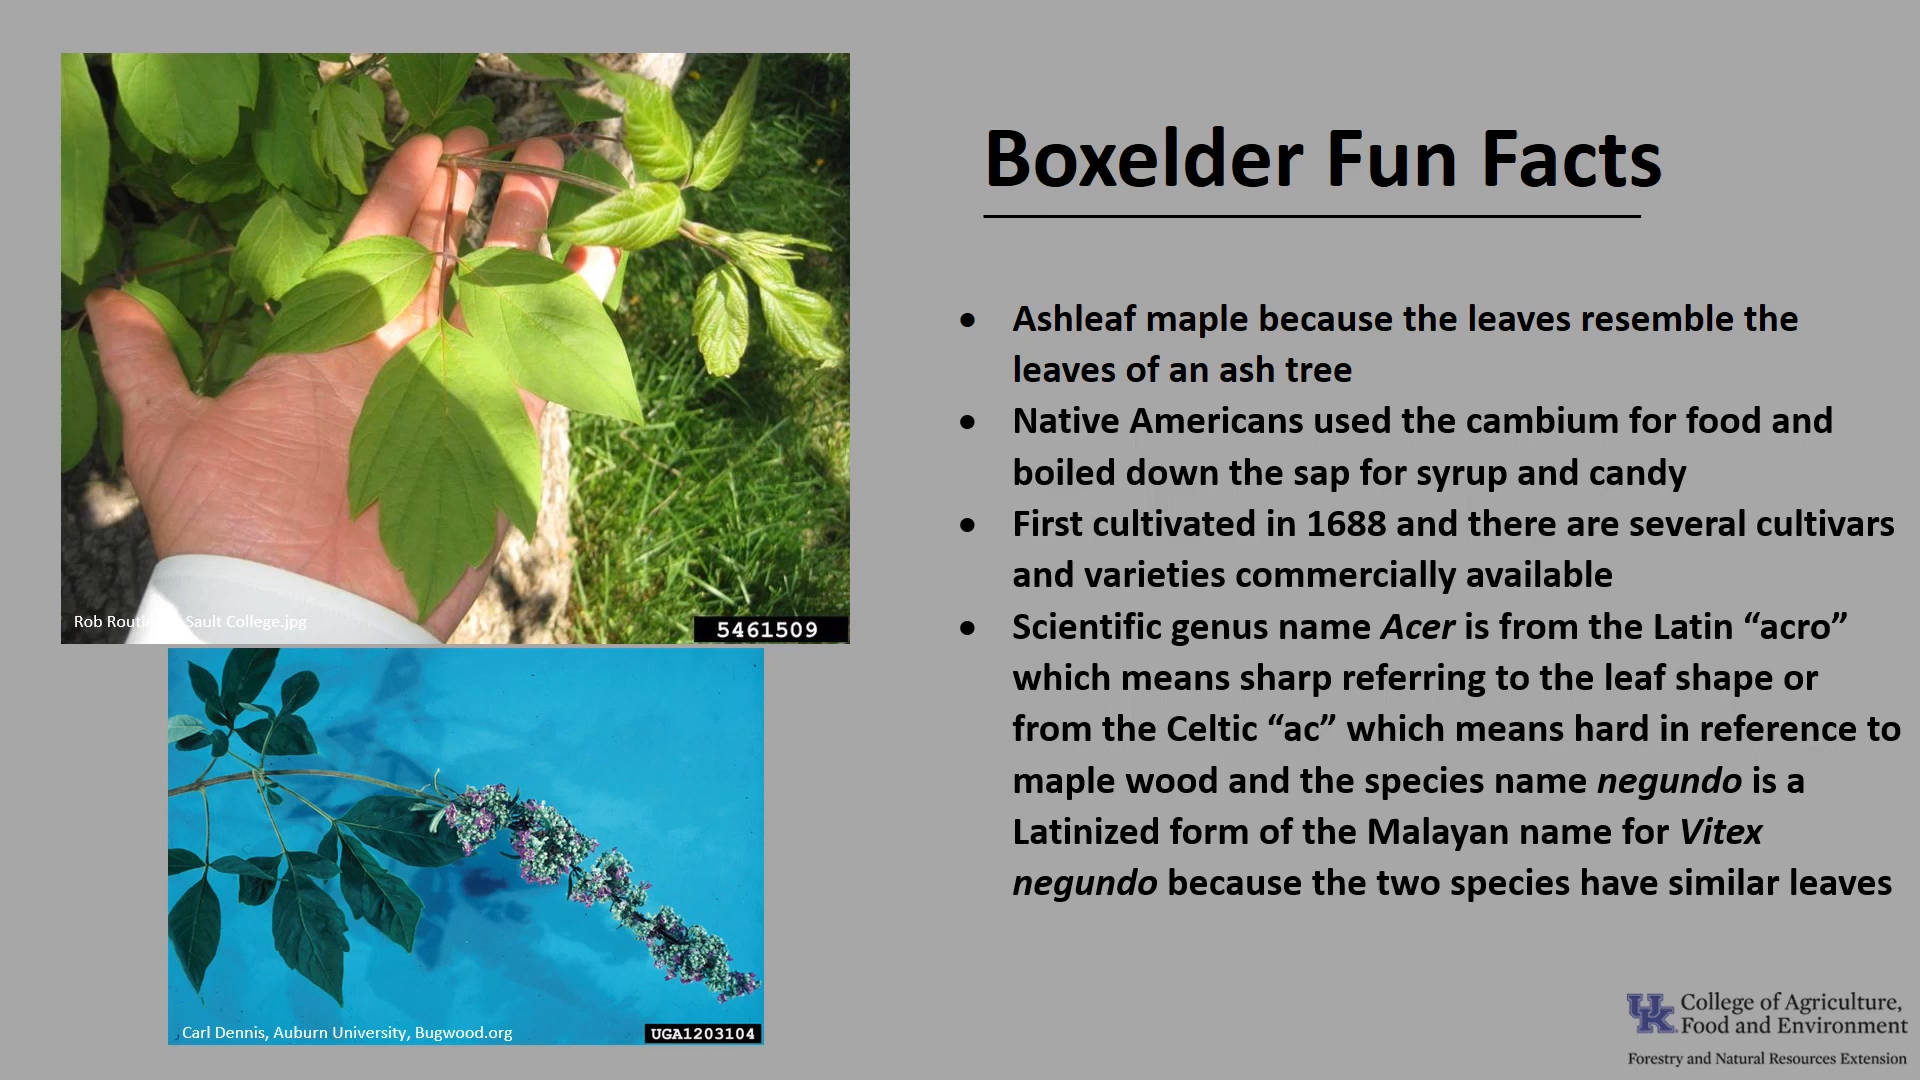 Boxelder Fun Facts
• Ashleaf maple because the leaves resemble the
leaves of an ash tree
• Native Americans used the cambium for food and
boiled down the sap for syrup and candy
• First cultivated in 1688 and there are several cultivars
and varieties commercially available
• Scientific genus name Acer is from the Latin “acro”
which means sharp referring to the leaf shape or
from the Celtic “ac” which means hard in reference to
maple wood and the species name negundo is a
Latinized form of the Malayan name for Vitex
negundo because the two species have similar leaves
Rob Sault College.jpg
5461509
Carl Dennis, Auburn University, Bugwood.org
UGA1203104
UK College of Agriculture,
Food and Environment
Forestry and Natural Resources Extension